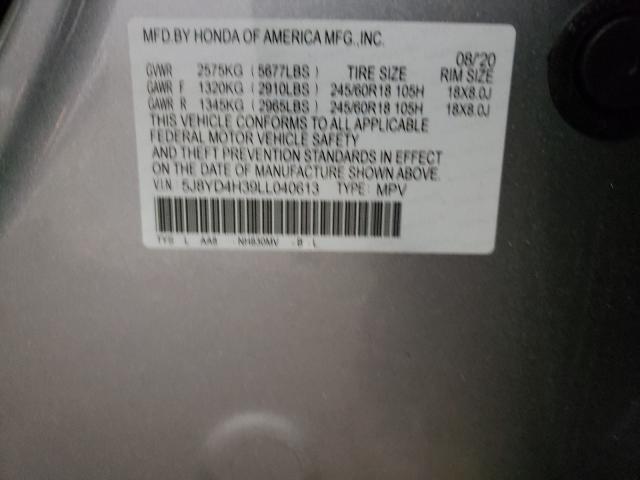 MFD.BY HONDA OF AMERICA MFG.,INC.
08/'20
GVWR 2575KG ( 5677LBS ) TIRE SIZE RIM SIZE
GAWR F 1320KG ( 2910LBS ) 245/60R18 105H 18X8.0J
GAWR R 1345KG ( 2965LBS ) 245/60R18 105H 18X8.0J
THIS VEHICLE CONFORMS TO ALL APPLICABLE
FEDERAL MOTOR VEHICLE SAFETY
AND THEFT PREVENTION STANDARDS IN EFFECT
ON THE DATE OF MANUFACTURE SHOWN ABOVE.
V.I.N.: 5J8YD4H39LL040613 TYPE: MPV
TYS L AA8 NH830MV -B -L